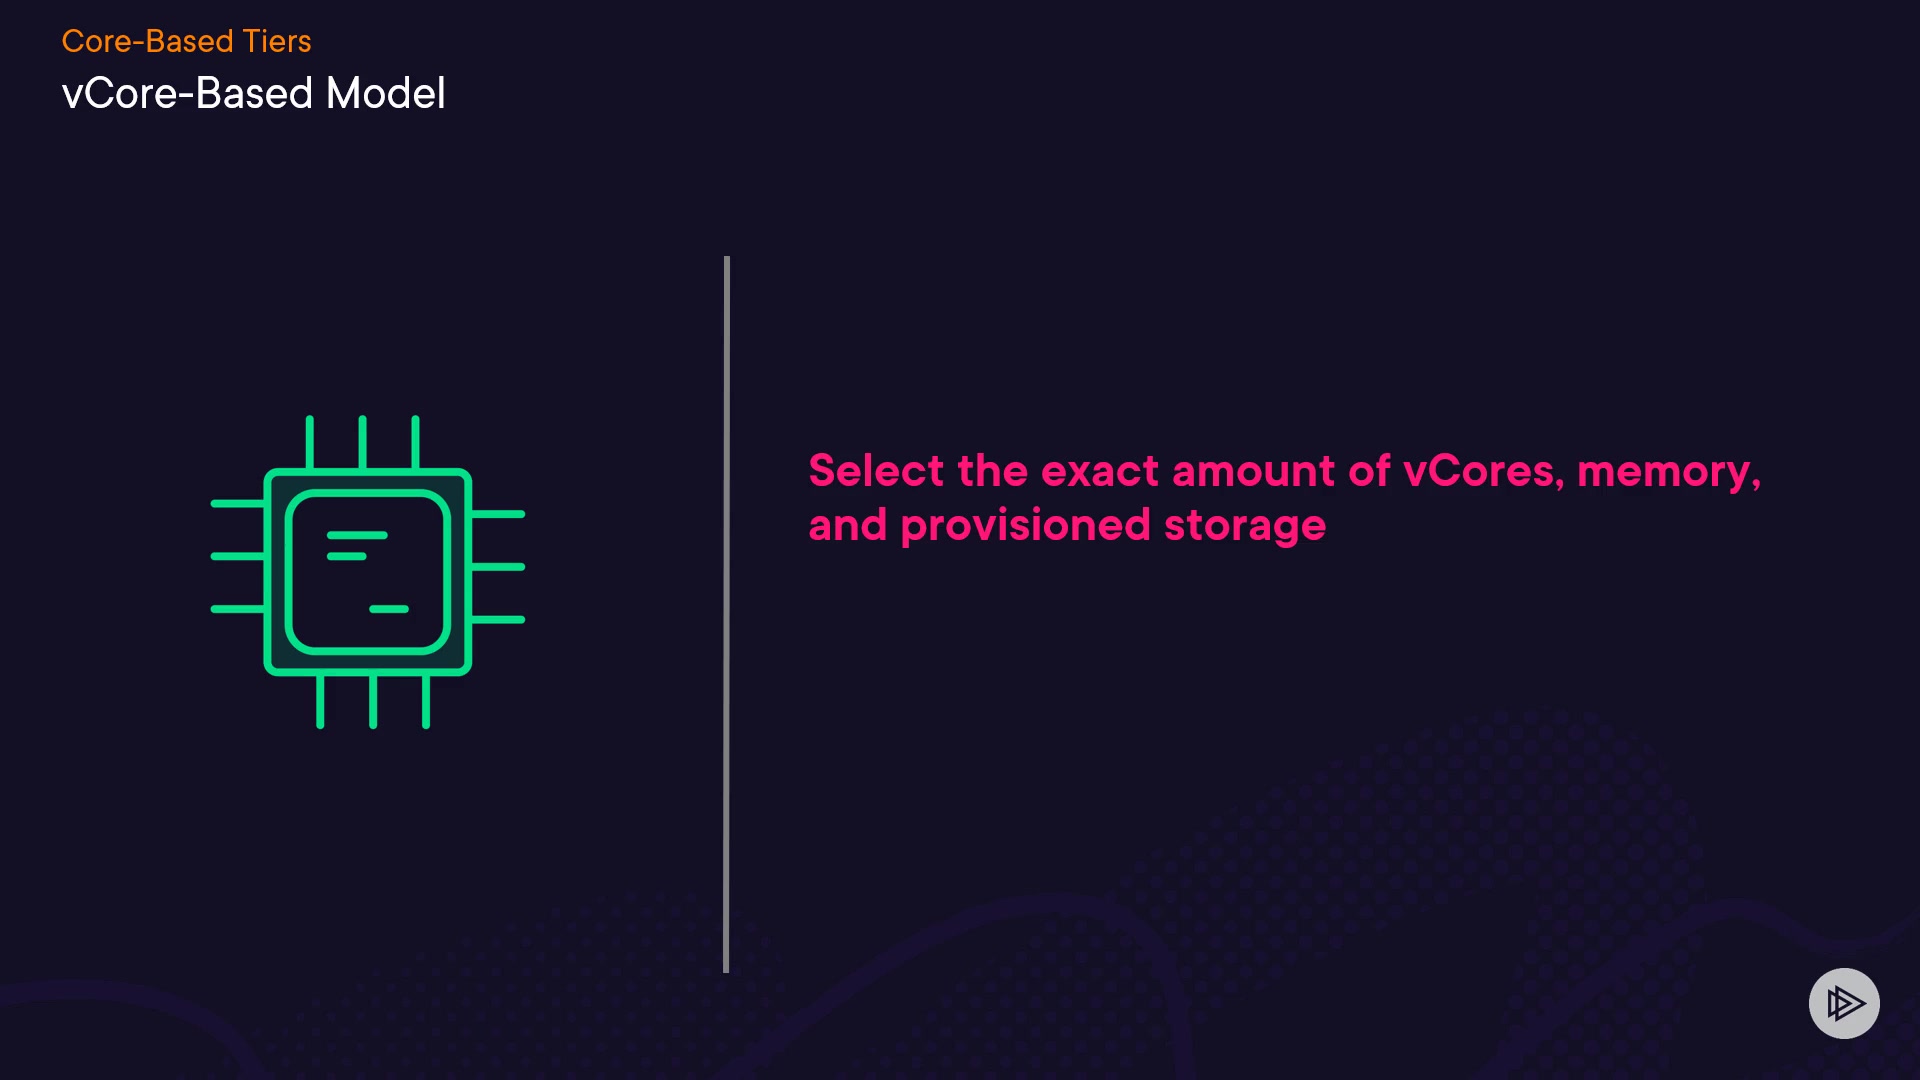 Core-Based Tiers
vCore-Based Model
Select the exact amount of vCores, memory,
and provisioned storage